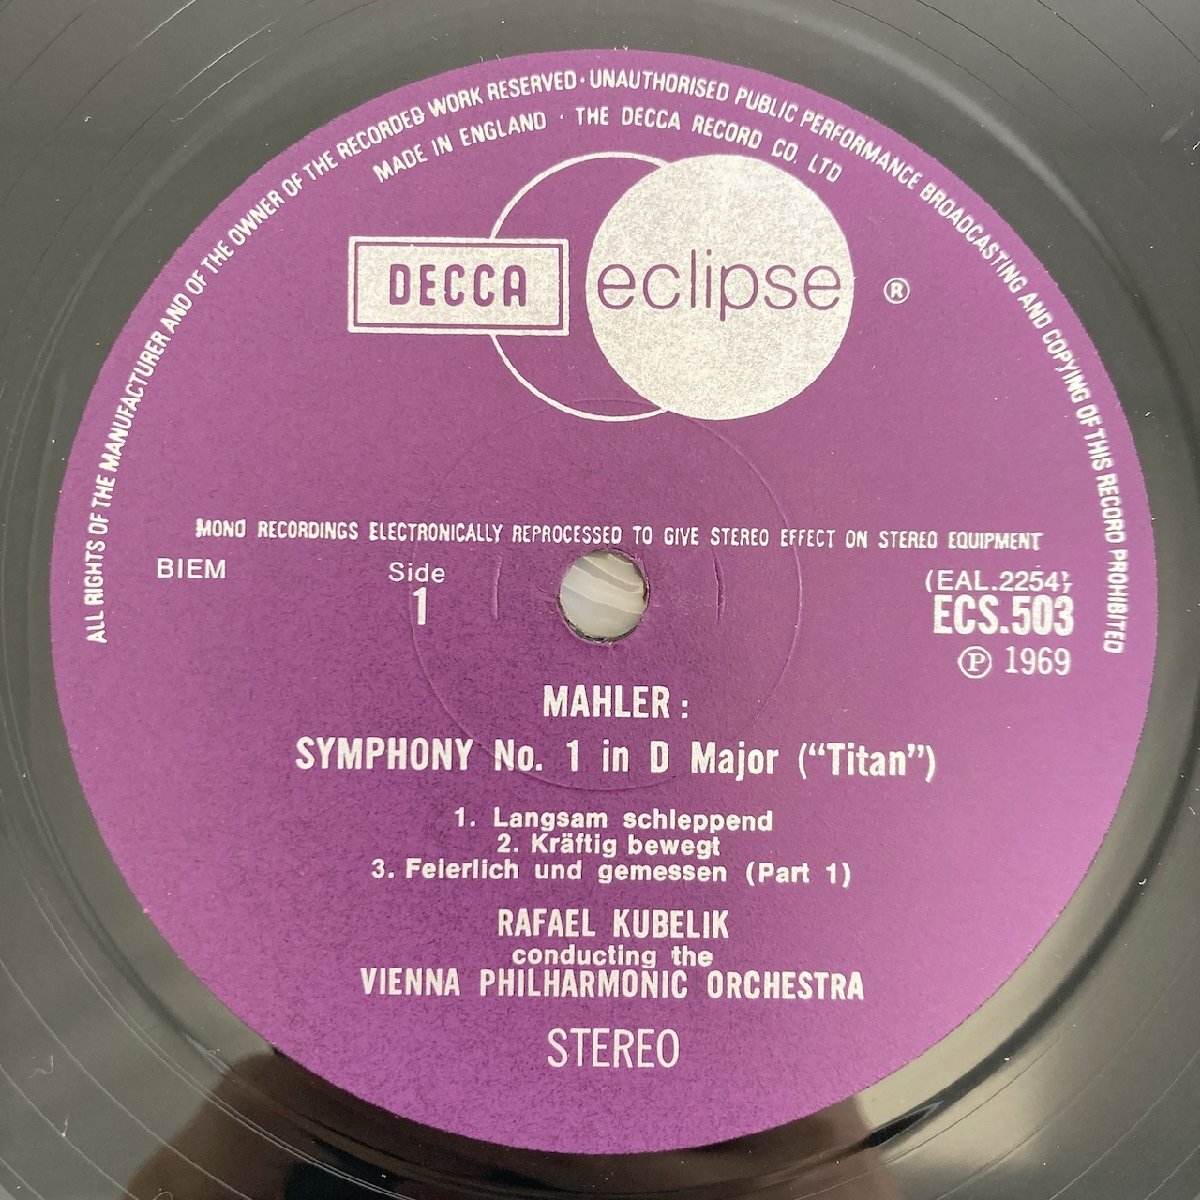 ALL RIGHTS OF THE MANUFACTURER AND OF THE OWNER OF THE RECORDED WORK RESERVED · UNAUTHORISED PUBLIC PERFORMANCE BROADCASTING AND COPYING OF THIS RECORD PROHIBITED
MADE IN ENGLAND · THE DECCA RECORD CO. LTD
DECCA eclipse ®
MONO RECORDINGS ELECTRONICALLY REPROCESSED TO GIVE STEREO EFFECT ON STEREO EQUIPMENT
BIEM
Side
1
(EAL.2254)
ECS.503
℗ 1969
MAHLER :
SYMPHONY No. 1 in D Major (“Titan”)
1. Langsam schleppend
2. Kräftig bewegt
3. Feierlich und gemessen (Part 1)
RAFAEL KUBELIK
conducting the
VIENNA PHILHARMONIC ORCHESTRA
STEREO